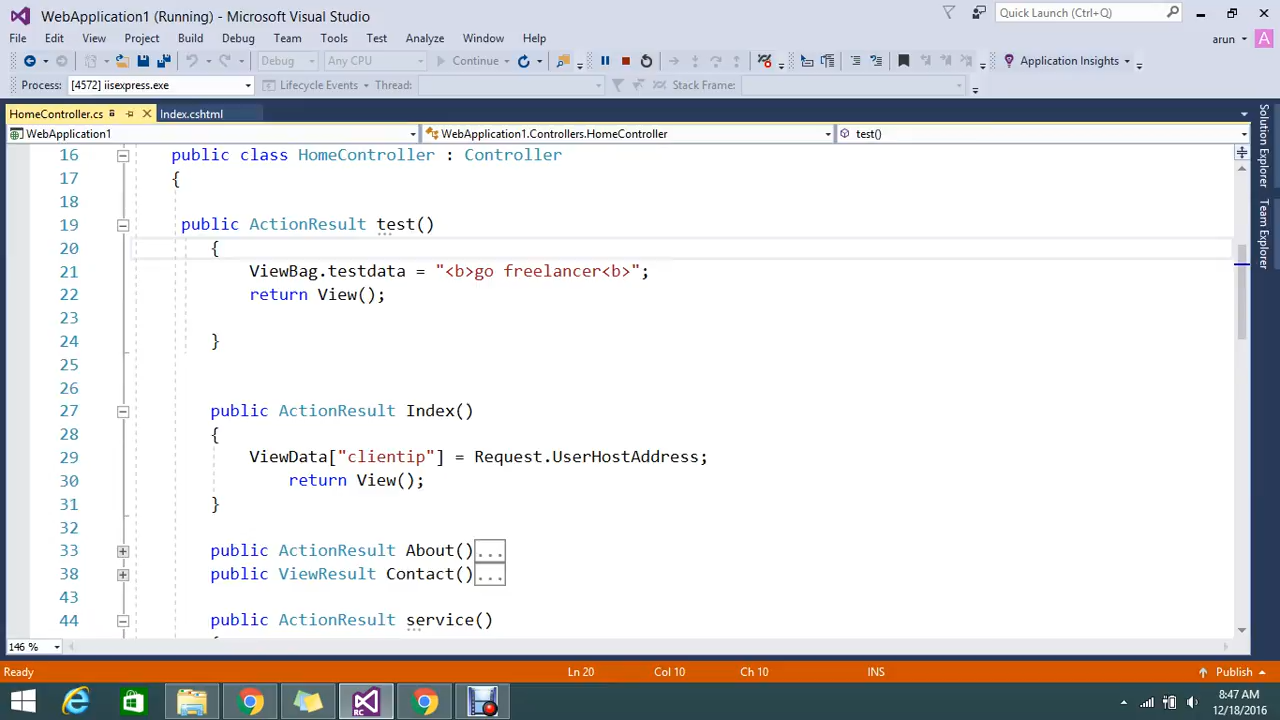 WebApplication1 (Running) - Microsoft Visual Studio
Quick Launch (Ctrl+Q)
File Edit View Project Build Debug Team Tools Test Analyze Window Help
arun
A
Debug Any CPU Continue Application Insights
Process: [4572] iisexpress.exe Lifecycle Events Thread: Stack Frame:
HomeController.cs Index.cshtml
WebApplication1 WebApplication1.Controllers.HomeController test()
Solution Explorer
Team Explorer
16 public class HomeController : Controller
17 {
18
19 public ActionResult test()
20 {
21 ViewBag.testdata = "<b>go freelancer<b>";
22 return View();
23
24 }
25
26
27 public ActionResult Index()
28 {
29 ViewData["clientip"] = Request.UserHostAddress;
30 return View();
31 }
32
33 public ActionResult About()...
38 public ViewResult Contact()...
43
44 public ActionResult service()
146 %
Ready Ln 20 Col 10 Ch 10 INS Publish
RC
8:47 AM
12/18/2016